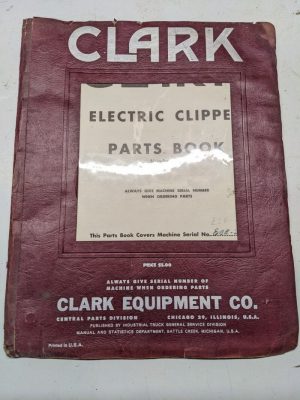 CLARK
CLARK
ELECTRIC CLIPPE
PARTS BOOK
ALWAYS GIVE MACHINE SERIAL NUMBER
WHEN ORDERING PARTS
This Parts Book Covers Machine Serial No.
PRICE $5.00
ALWAYS GIVE SERIAL NUMBER OF
MACHINE WHEN ORDERING PARTS
CLARK EQUIPMENT CO.
CENTRAL PARTS DIVISION CHICAGO 29, ILLINOIS, U.S.A.
PUBLISHED BY INDUSTRIAL TRUCK GENERAL SERVICE DIVISION
MANUAL AND STATISTICS DEPARTMENT, BATTLE CREEK, MICHIGAN, U.S.A.
Printed in U.S.A.